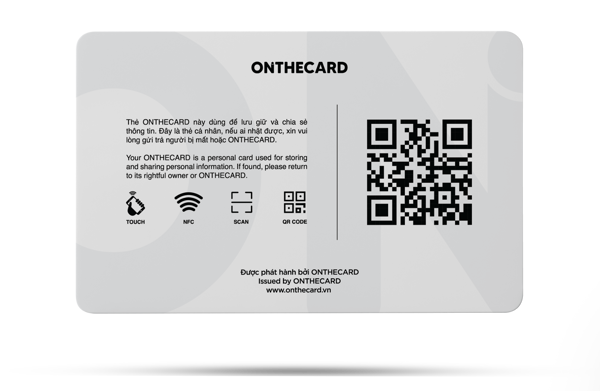 ONTHECARD
Thẻ ONTHECARD này dùng để lưu giữ và chia sẻ
thông tin. Đây là thẻ cá nhân, nếu ai nhặt được, xin vui
lòng gửi trả người bị mất hoặc ONTHECARD.
Your ONTHECARD is a personal card used for storing
and sharing personal information. If found, please return
to its rightful owner or ONTHECARD.
TOUCH NFC SCAN QR CODE
Được phát hành bởi ONTHECARD
Issued by ONTHECARD
www.onthecard.vn